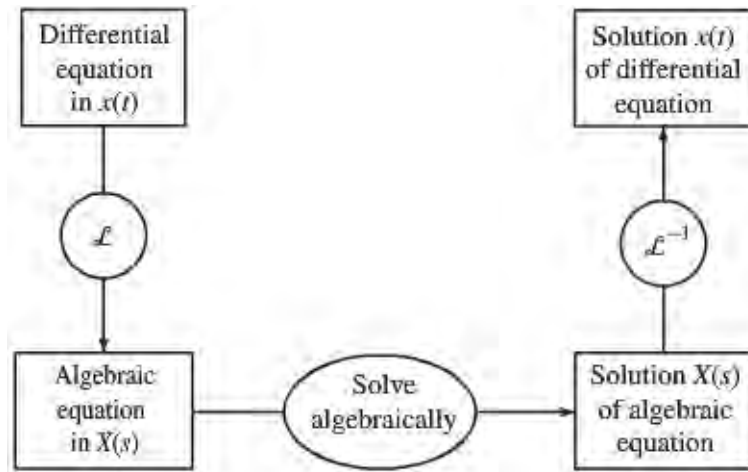 Differential
equation
in x(t)
ℒ
Algebraic
equation
in X(s)
Solve
algebraically
Solution X(s)
of algebraic
equation
ℒ⁻¹
Solution x(t)
of differential
equation